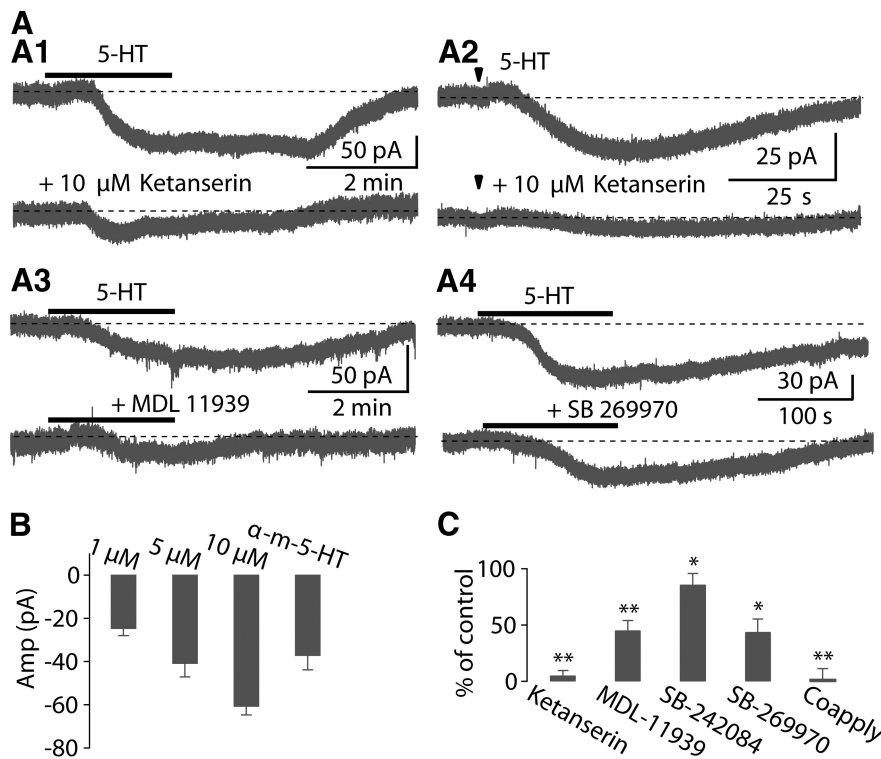 A
A1
5-HT
50 pA
2 min
+ 10 μM Ketanserin
A2
5-HT
25 pA
25 s
+ 10 μM Ketanserin
A3
5-HT
50 pA
2 min
+ MDL 11939
A4
5-HT
30 pA
100 s
+ SB 269970
B
1 μM
5 μM
10 μM
α-m-5-HT
Amp (pA)
0
-20
-40
-60
-80
C
% of control
100
50
0
**
**
*
*
**
Ketanserin
MDL-11939
SB-242084
SB-269970
Coapply